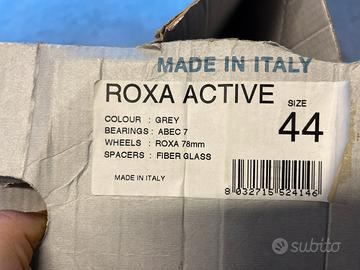 MADE IN ITALY
ROXA ACTIVE
SIZE
44
COLOUR : GREY
BEARINGS : ABEC 7
WHEELS : ROXA 78mm
SPACERS : FIBER GLASS
MADE IN ITALY
8 032715 524146
subito